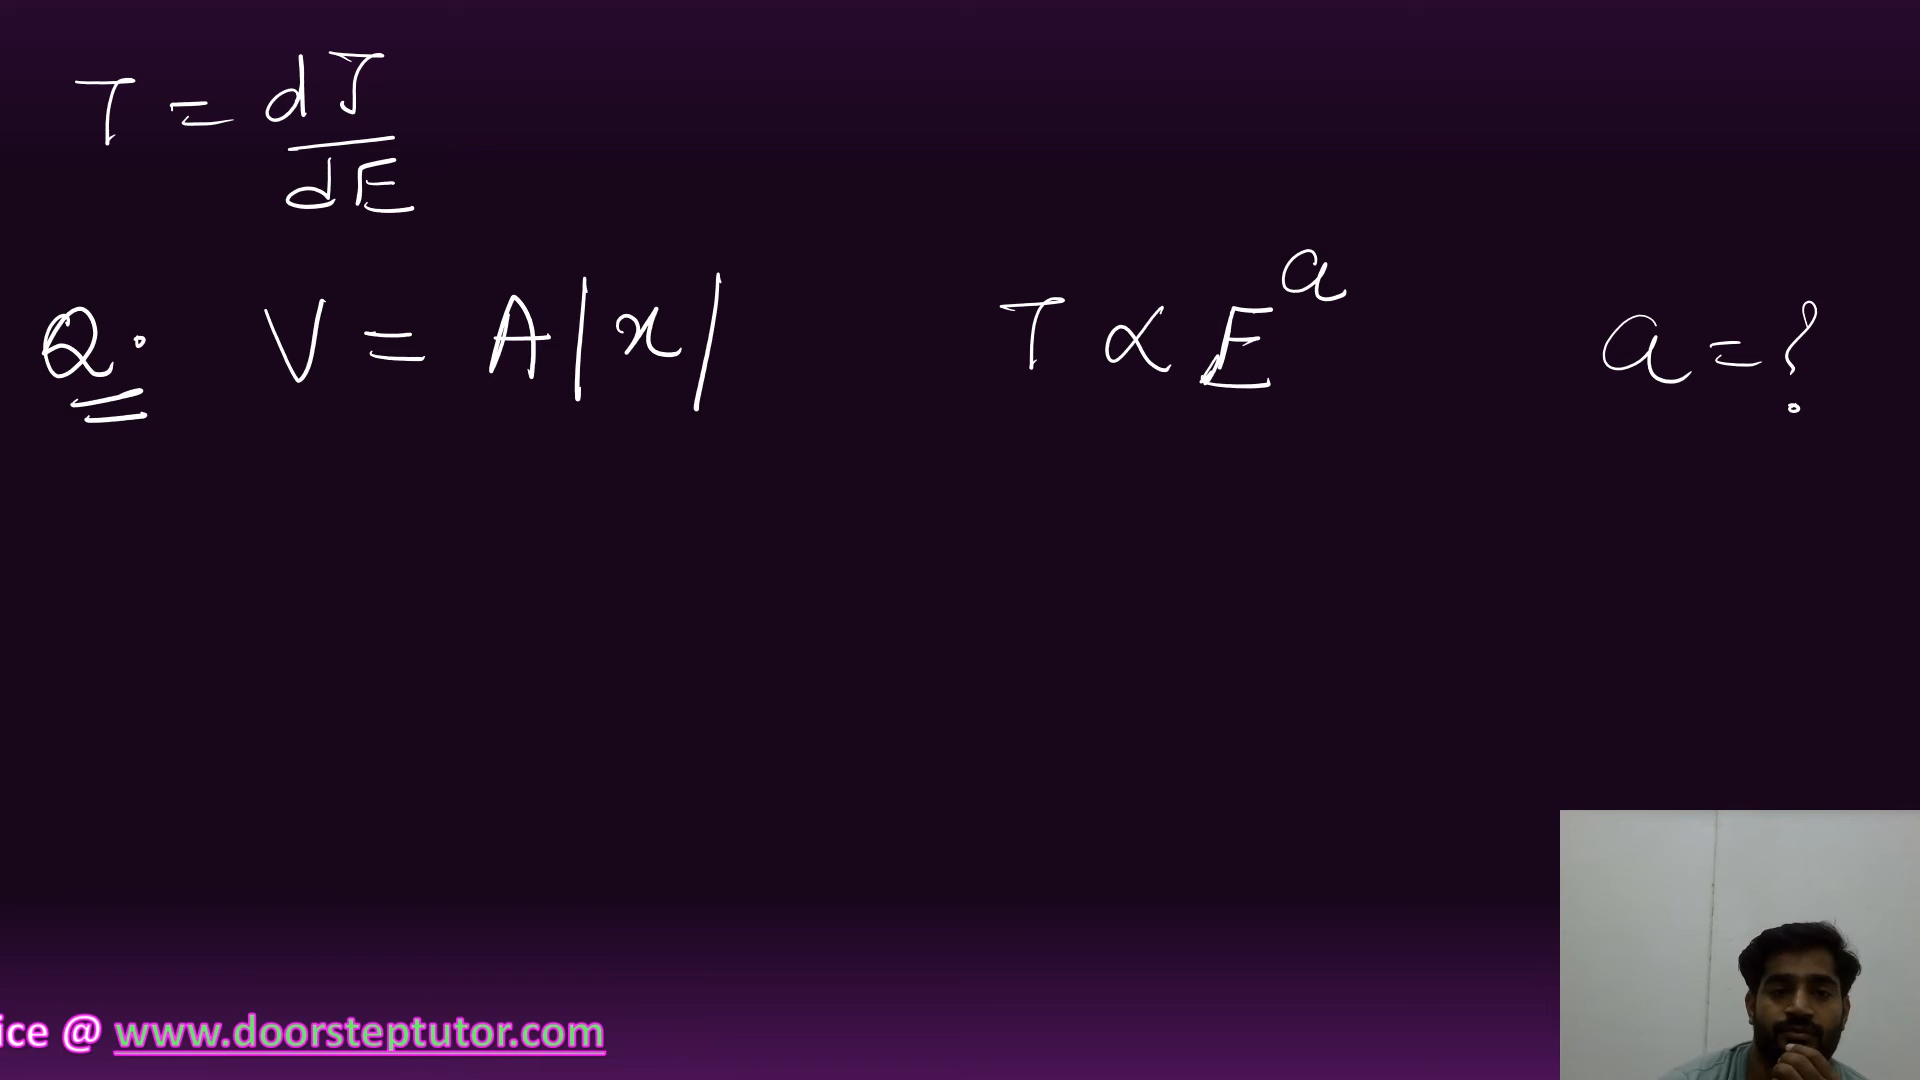 T = dJ/dE
Q. V = A|x| T ∝ E^a a = ?
ice @ www.doorsteptutor.com